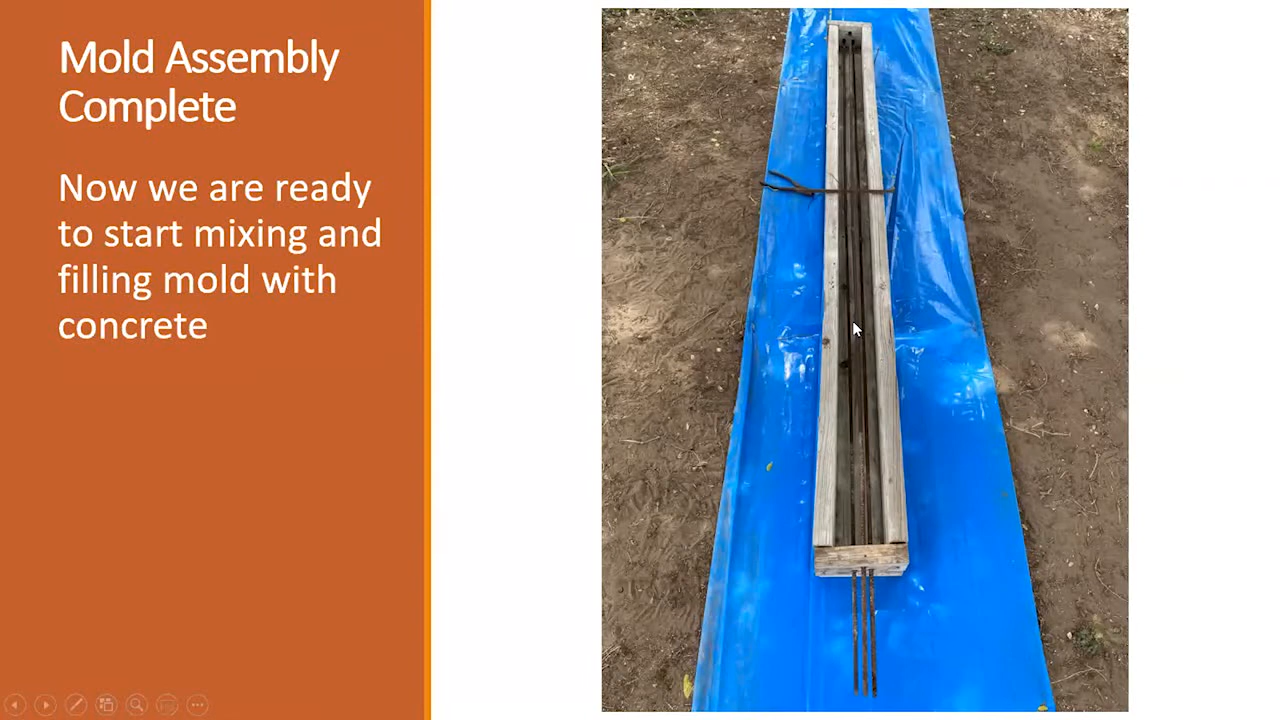 Mold Assembly
Complete
Now we are ready
to start mixing and
filling mold with
concrete